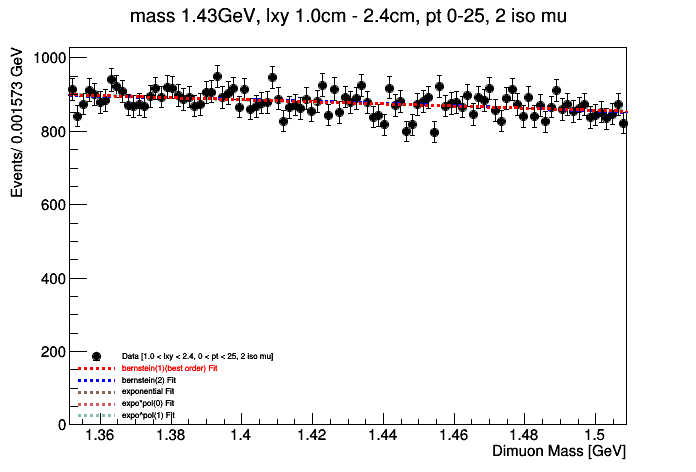 mass 1.43GeV, lxy 1.0cm - 2.4cm, pt 0-25, 2 iso mu
Events/ 0.001573 GeV
1000
800
600
400
200
0
Data [1.0 < lxy < 2.4, 0 < pt < 25, 2 iso mu]
bernstein(1)(best order) Fit
bernstein(2) Fit
exponential Fit
expo*pol(0) Fit
expo*pol(1) Fit
1.36
1.38
1.4
1.42
1.44
1.46
1.48
1.5
Dimuon Mass [GeV]